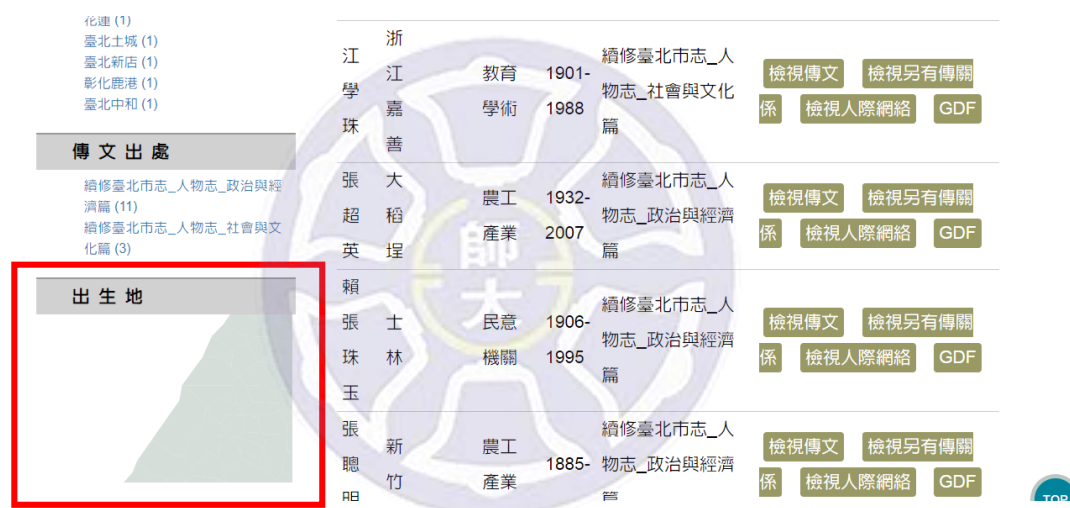 花蓮 (1)
臺北土城 (1)
臺北新店 (1)
彰化鹿港 (1)
臺北中和 (1)
傳文出處
續修臺北市志_人物志_政治與經
濟篇 (11)
續修臺北市志_人物志_社會與文
化篇 (3)
出生地
江學珠 浙江嘉善 教育學術 1901-1988 續修臺北市志_人物志_社會與文化篇 檢視傳文 檢視另有傳關係 檢視人際網絡 GDF
張超英 大稻埕 農工產業 1932-2007 續修臺北市志_人物志_政治與經濟篇 檢視傳文 檢視另有傳關係 檢視人際網絡 GDF
賴張珠玉 士林 民意機關 1906-1995 續修臺北市志_人物志_政治與經濟篇 檢視傳文 檢視另有傳關係 檢視人際網絡 GDF
張聰明 新竹 農工產業 1885- 續修臺北市志_人物志_政治與經濟篇 檢視傳文 檢視另有傳關係 檢視人際網絡 GDF
師大
TOP